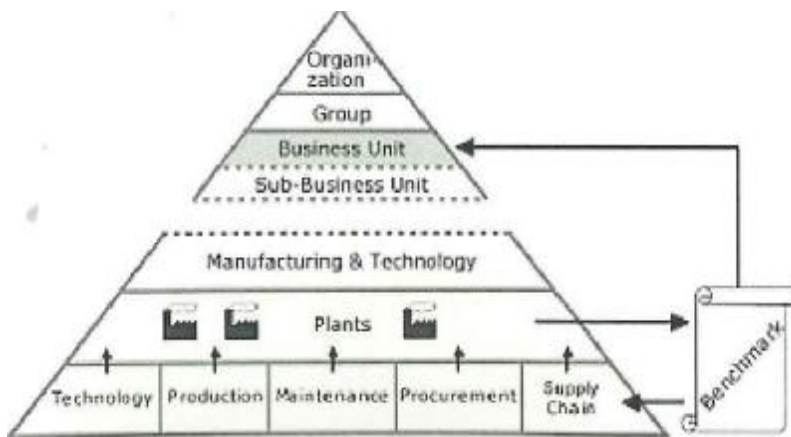 Organi-
zation
Group
Business Unit
Sub-Business Unit
Manufacturing & Technology
Plants
Benchmark
Technology
Production
Maintenance
Procurement
Supply
Chain